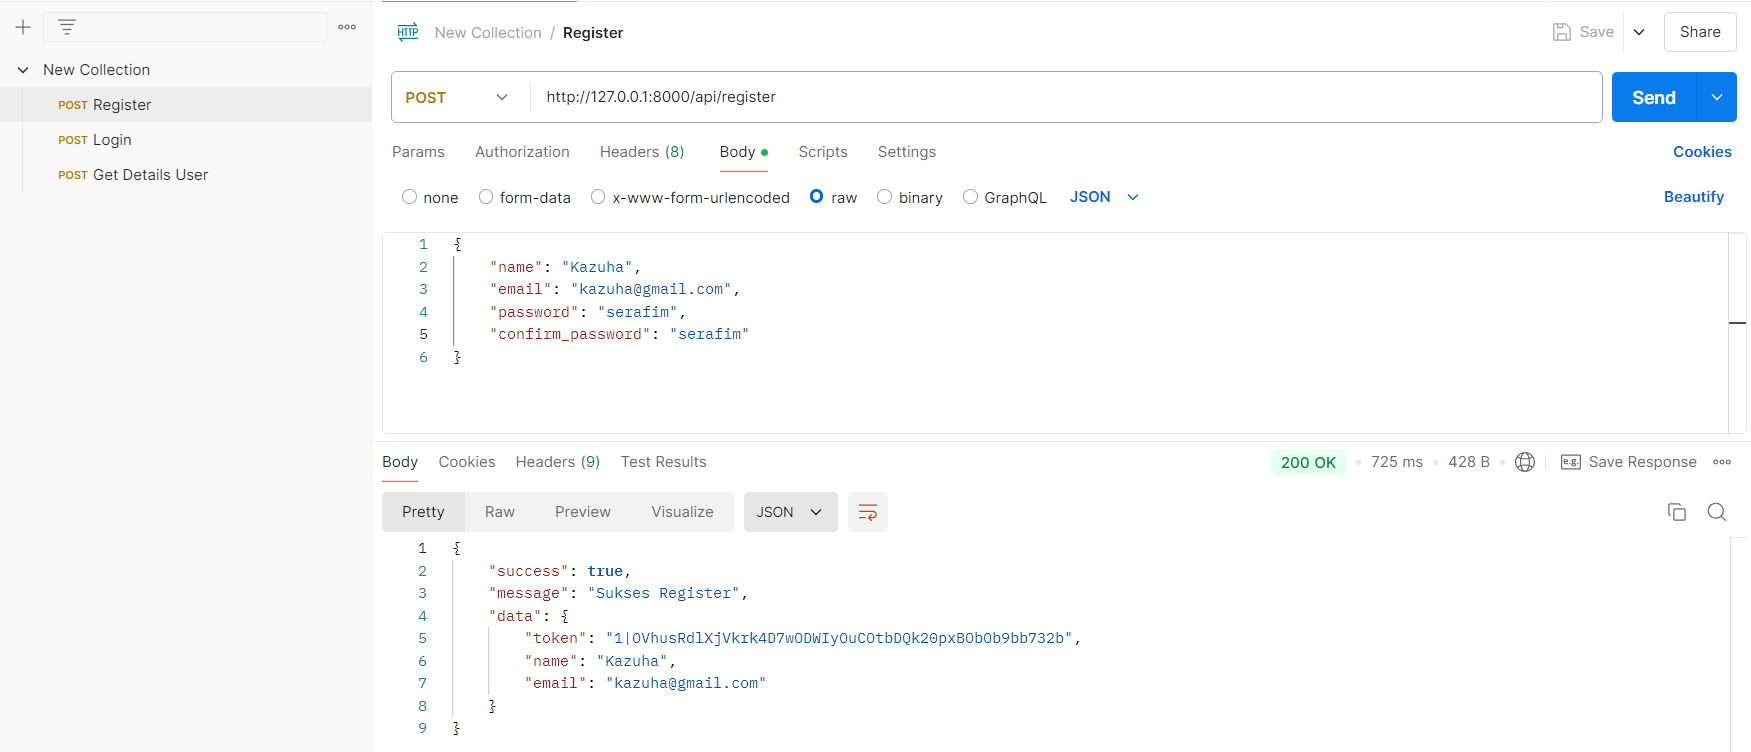 New Collection
POST Register
POST Login
POST Get Details User
HTTP New Collection / Register
Save
Share
POST
http://127.0.0.1:8000/api/register
Send
Params Authorization Headers (8) Body Scripts Settings
Cookies
none form-data x-www-form-urlencoded raw binary GraphQL JSON
Beautify
1 {
2 "name": "Kazuha",
3 "email": "kazuha@gmail.com",
4 "password": "serafim",
5 "confirm_password": "serafim"
6 }
Body Cookies Headers (9) Test Results
200 OK 725 ms 428 B e.g. Save Response
Pretty Raw Preview Visualize JSON
1 {
2 "success": true,
3 "message": "Sukses Register",
4 "data": {
5 "token": "1|OVhusRdlXjVkrk4D7wODWIyOuCOtbDQk20pxBObOb9bb732b",
6 "name": "Kazuha",
7 "email": "kazuha@gmail.com"
8 }
9 }